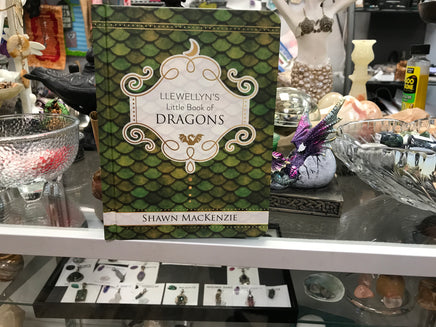 LLEWELLYN'S
Little Book of
DRAGONS
SHAWN MACKENZIE